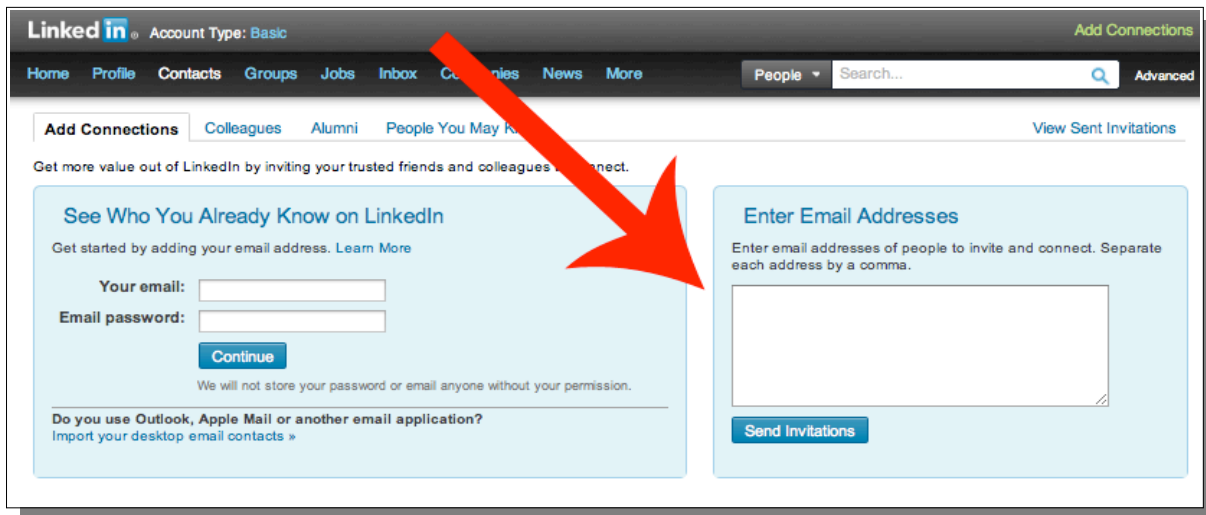 Linked in ® Account Type: Basic
Add Connections
Home Profile Contacts Groups Jobs Inbox News More
People Search... Advanced
Add Connections Colleagues Alumni People You May
View Sent Invitations
Get more value out of LinkedIn by inviting your trusted friends and colleagues
See Who You Already Know on LinkedIn
Get started by adding your email address. Learn More
Your email:
Email password:
Continue
We will not store your password or email anyone without your permission.
Do you use Outlook, Apple Mail or another email application?
Import your desktop email contacts »
Enter Email Addresses
Enter email addresses of people to invite and connect. Separate
each address by a comma.
Send Invitations